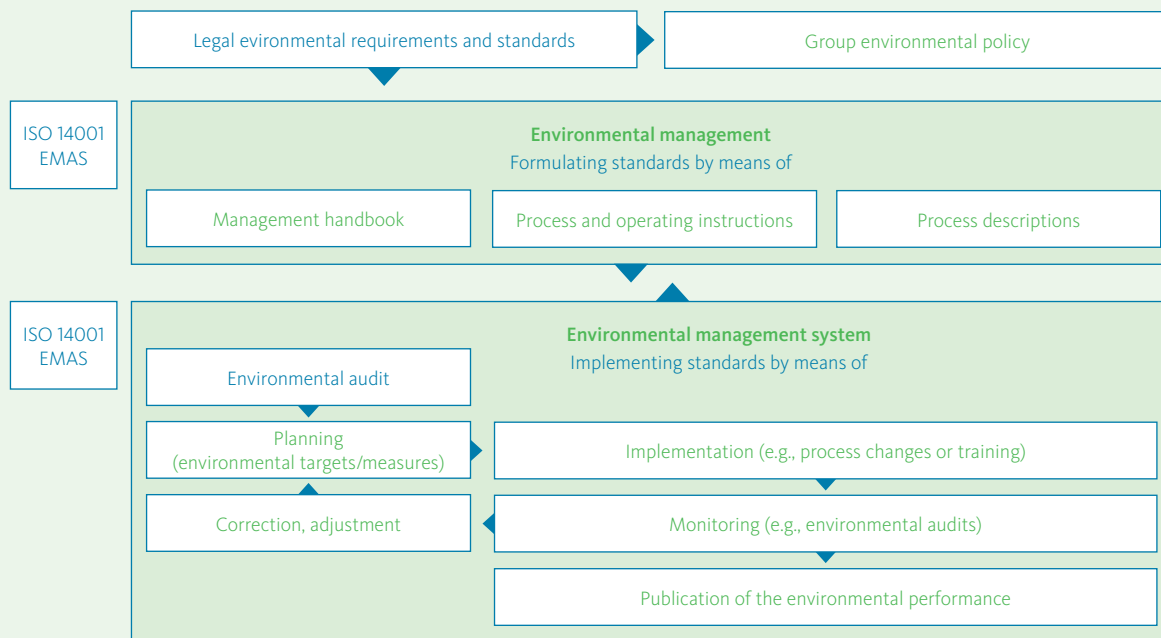 Legal evironmental requirements and standards
Group environmental policy
ISO 14001
EMAS
Environmental management
Formulating standards by means of
Management handbook
Process and operating instructions
Process descriptions
ISO 14001
EMAS
Environmental management system
Implementing standards by means of
Environmental audit
Planning
(environmental targets/measures)
Implementation (e.g., process changes or training)
Correction, adjustment
Monitoring (e.g., environmental audits)
Publication of the environmental performance